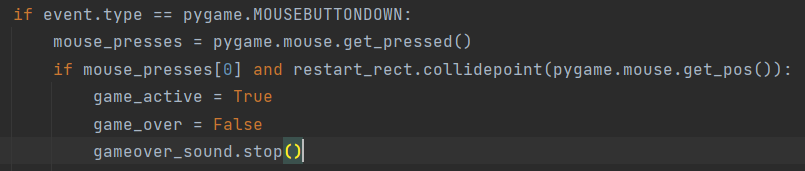 if event.type == pygame.MOUSEBUTTONDOWN:
    mouse_presses = pygame.mouse.get_pressed()
    if mouse_presses[0] and restart_rect.collidepoint(pygame.mouse.get_pos()):
        game_active = True
        game_over = False
        gameover_sound.stop()